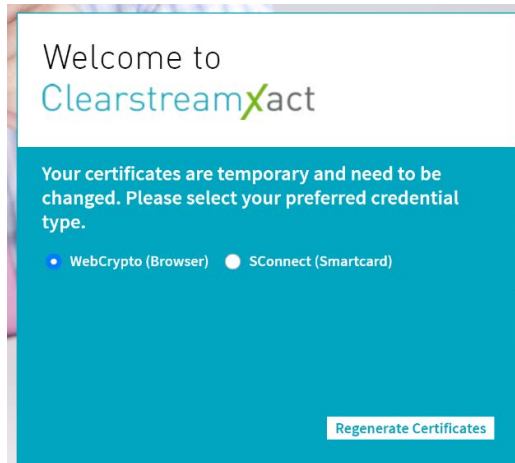 Welcome to
ClearstreamXact
Your certificates are temporary and need to be
changed. Please select your preferred credential
type.
WebCrypto (Browser) SConnect (Smartcard)
Regenerate Certificates